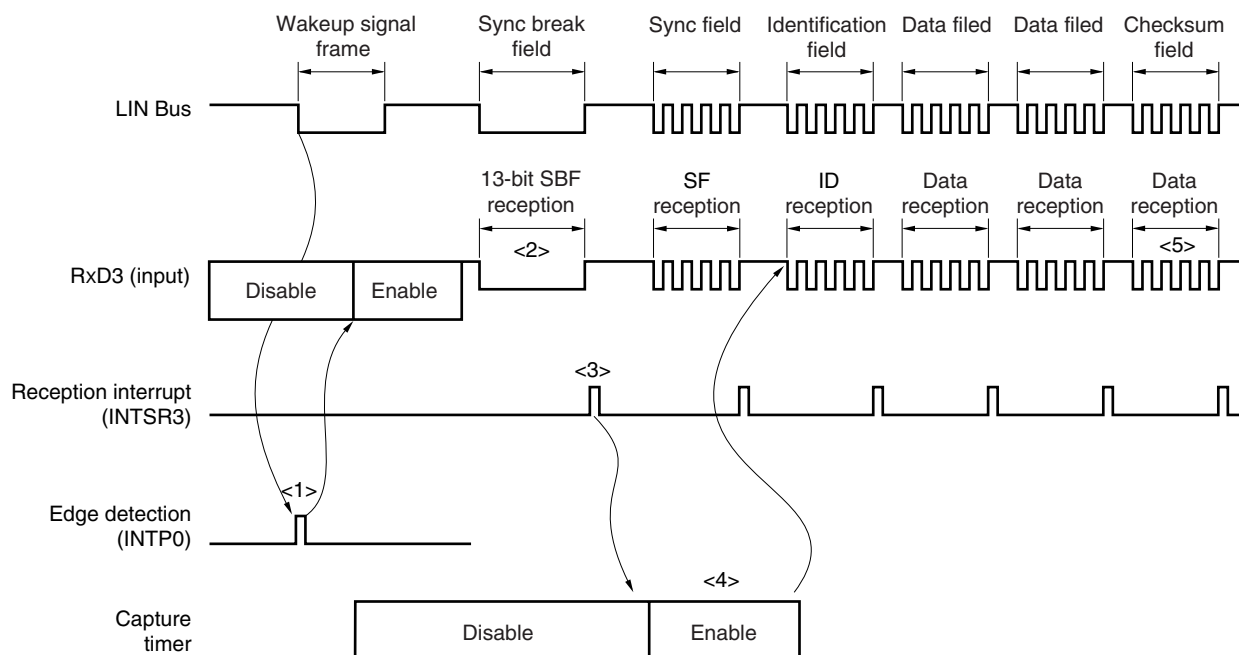 Wakeup signal
frame
Sync break
field
Sync field
Identification
field
Data filed
Data filed
Checksum
field
LIN Bus
13-bit SBF
reception
SF
reception
ID
reception
Data
reception
Data
reception
Data
reception
<2>
<5>
RxD3 (input)
Disable
Enable
Reception interrupt
(INTSR3)
<3>
Edge detection
(INTP0)
<1>
Capture
timer
Disable
<4>
Enable